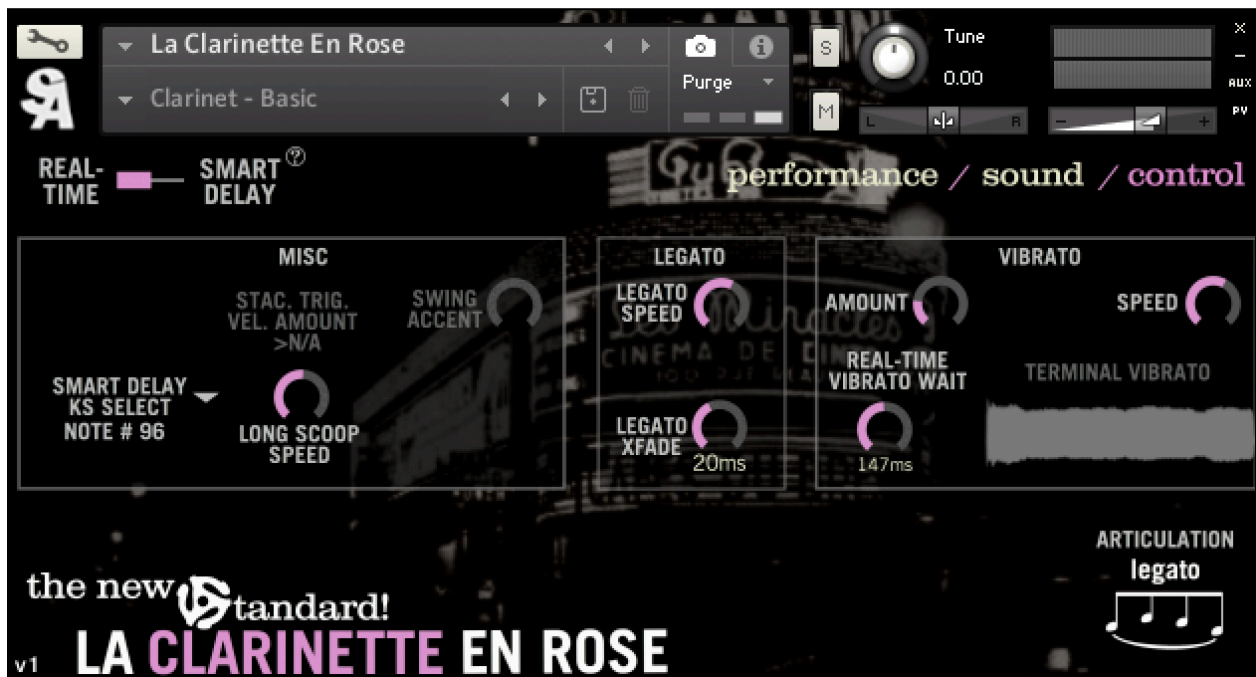 La Clarinette En Rose
Clarinet - Basic
Purge
S
M
Tune
0.00
L
R
-
+
X
-
AUX
PV
SA
REAL-
TIME
SMART ?
DELAY
performance / sound / control
MISC
STAC. TRIG.
VEL. AMOUNT
>N/A
SWING
ACCENT
SMART DELAY
KS SELECT
NOTE # 96
LONG SCOOP
SPEED
LEGATO
LEGATO
SPEED
LEGATO
XFADE
20ms
VIBRATO
AMOUNT
SPEED
REAL-TIME
VIBRATO WAIT
147ms
TERMINAL VIBRATO
Les Miracles
CINEMA DE
ARTICULATION
legato
the new Standard!
v1 LA CLARINETTE EN ROSE